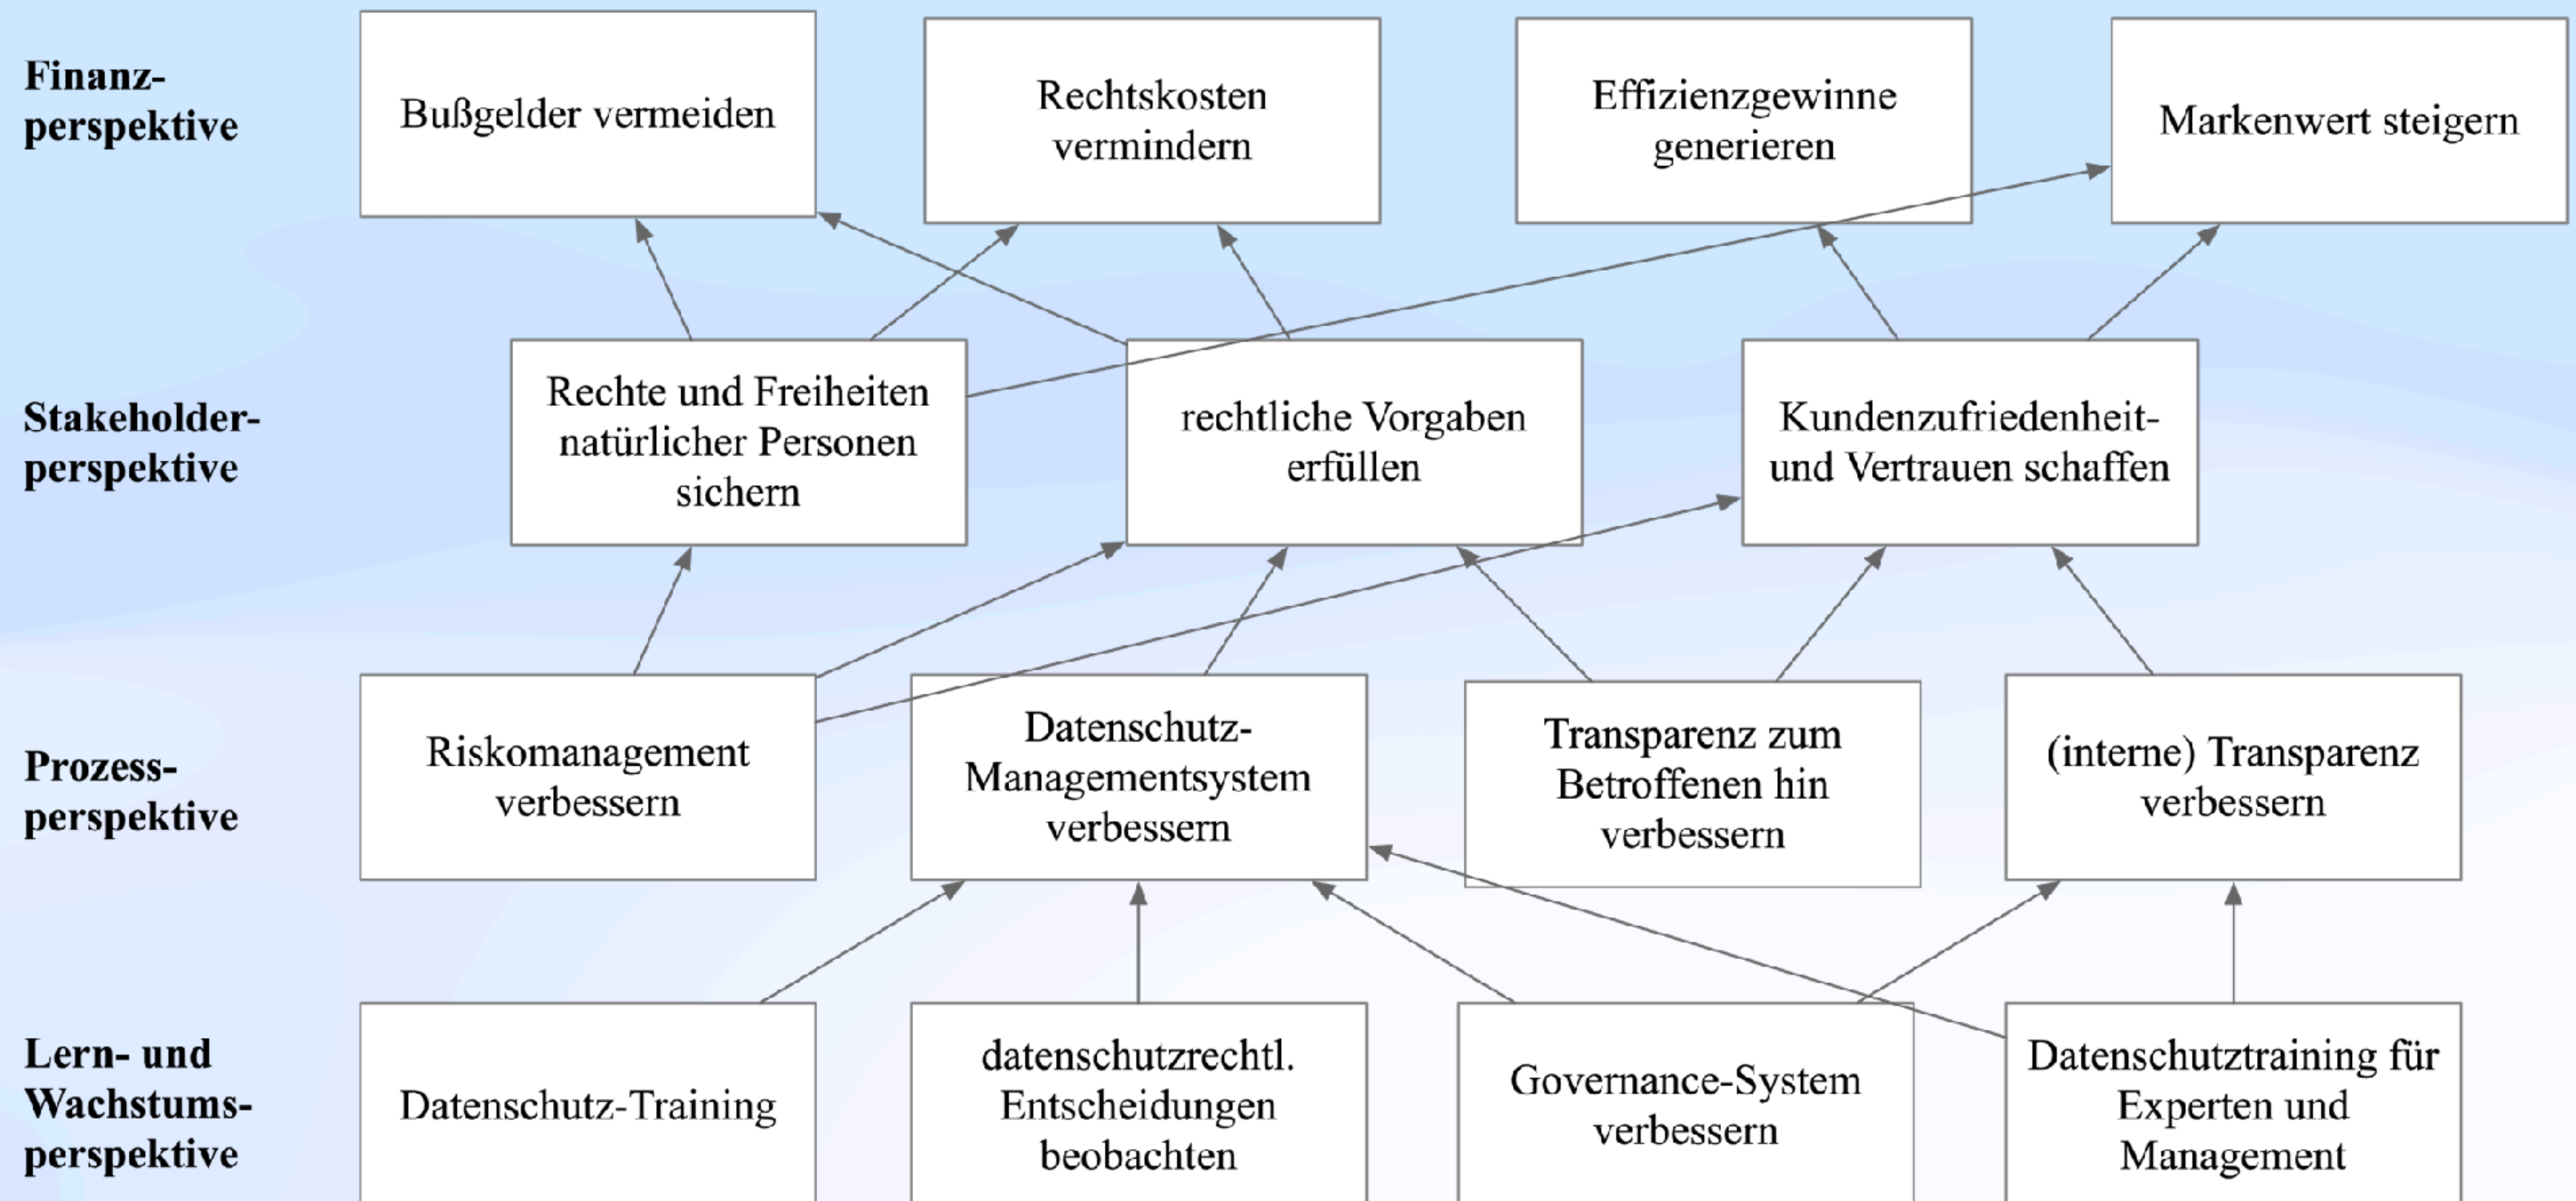 Finanz-
perspektive
Bußgelder vermeiden
Rechtskosten
vermindern
Effizienzgewinne
generieren
Markenwert steigern
Stakeholder-
perspektive
Rechte und Freiheiten
natürlicher Personen
sichern
rechtliche Vorgaben
erfüllen
Kundenzufriedenheit-
und Vertrauen schaffen
Prozess-
perspektive
Riskomanagement
verbessern
Datenschutz-
Managementsystem
verbessern
Transparenz zum
Betroffenen hin
verbessern
(interne) Transparenz
verbessern
Lern- und
Wachstums-
perspektive
Datenschutz-Training
datenschutzrechtl.
Entscheidungen
beobachten
Governance-System
verbessern
Datenschutztraining für
Experten und
Management